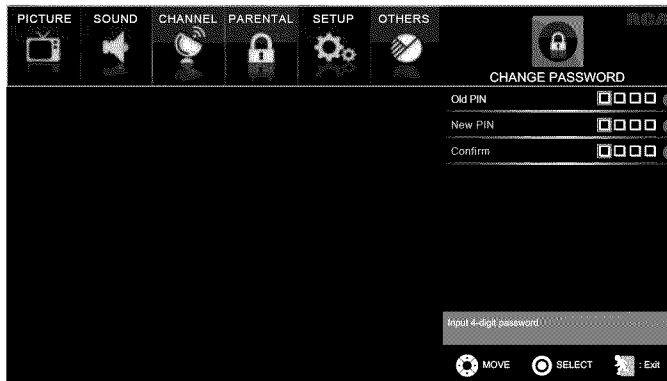 PICTURE SOUND CHANNEL PARENTAL SETUP OTHERS
RCA
CHANGE PASSWORD
Old PIN
New PIN
Confirm
Input 4-digit password
MOVE SELECT : Exit